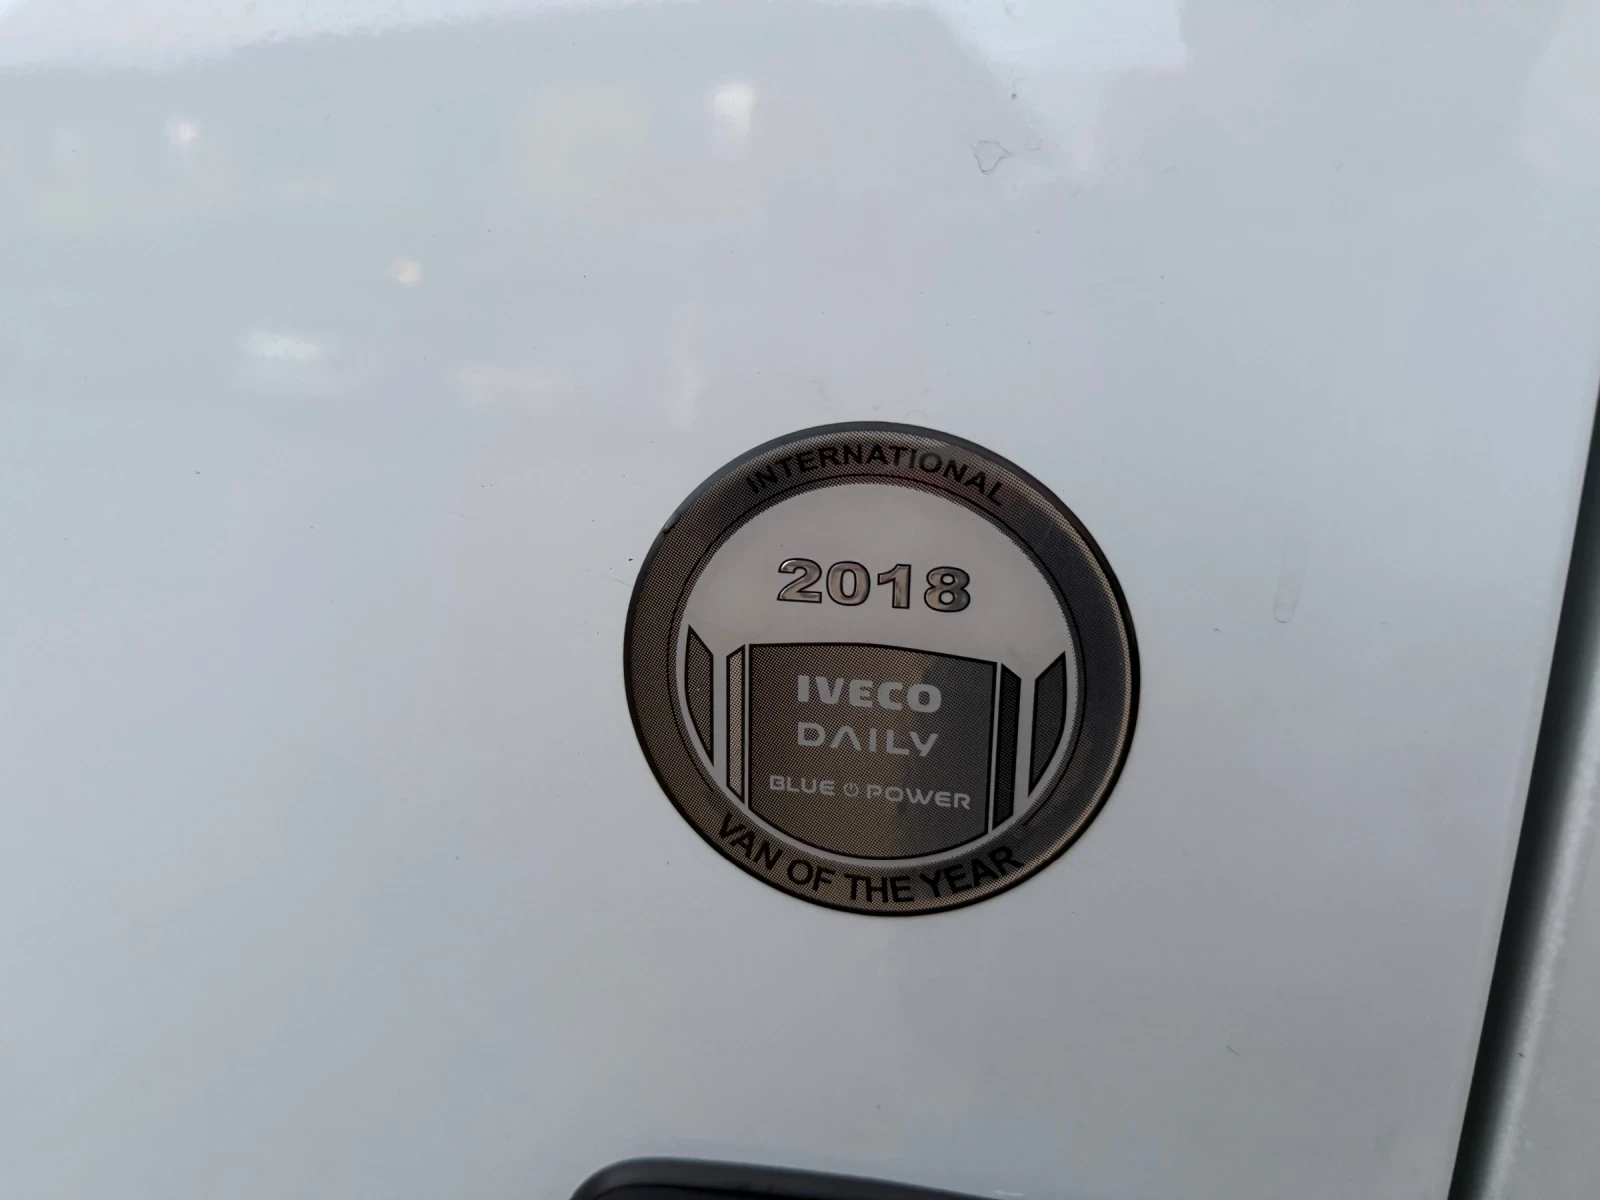 INTERNATIONAL
2018
IVECO
DAILY
BLUE POWER
VAN OF THE YEAR